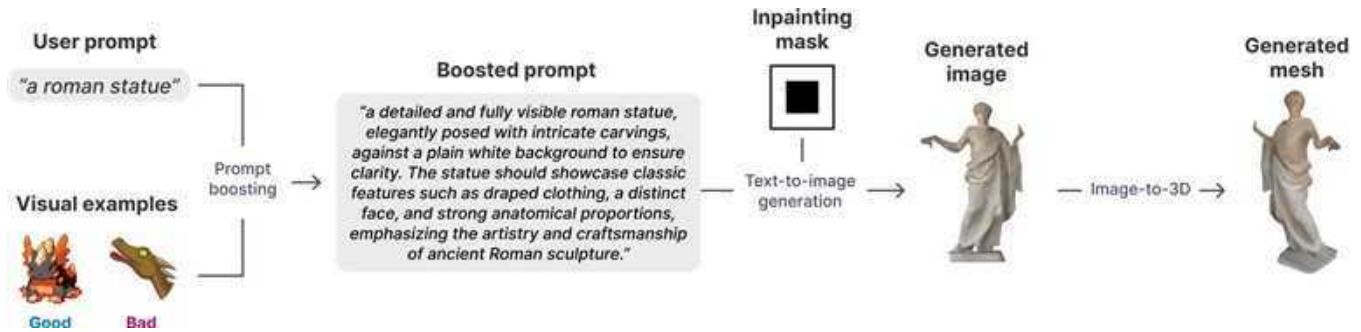 User prompt
"a roman statue"
Visual examples
Good
Bad
Prompt
boosting
Boosted prompt
"a detailed and fully visible roman statue,
elegantly posed with intricate carvings,
against a plain white background to ensure
clarity. The statue should showcase classic
features such as draped clothing, a distinct
face, and strong anatomical proportions,
emphasizing the artistry and craftsmanship
of ancient Roman sculpture."
Inpainting
mask
Text-to-image
generation
Generated
image
Image-to-3D
Generated
mesh